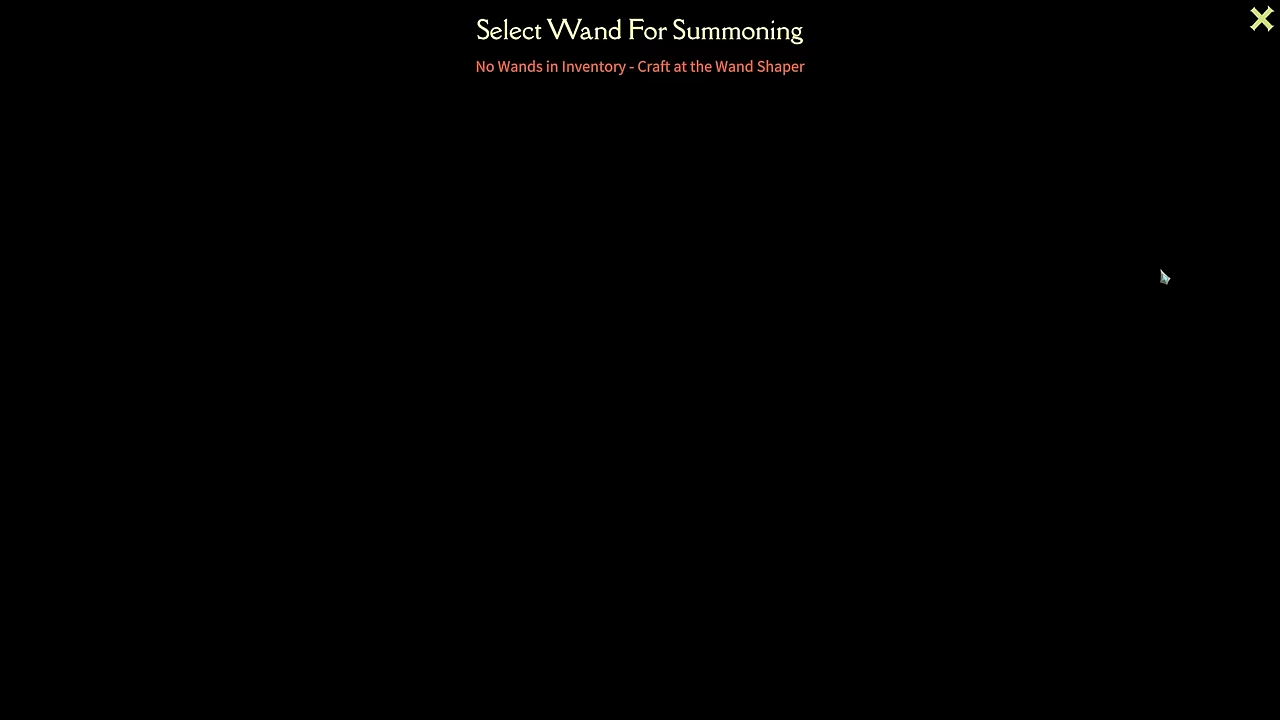 Select Wand For Summoning
No Wands in Inventory - Craft at the Wand Shaper